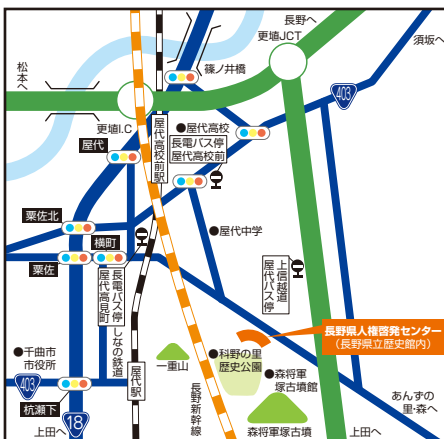 長野へ
更埴JCT
須坂へ
松本へ
篠ノ井橋
403
更埴I.C
屋代高校前駅
屋代高校
長電バス停
屋代高校前
屋代
粟佐北
屋代中学
横町
粟佐
長電バス停
屋代高見町
しなの鉄道
上信越道
屋代バス停
長野県人権啓発センター
(長野県立歴史館内)
千曲市
市役所
一重山
科野の里
歴史公園
森将軍
塚古墳館
屋代駅
403
杭瀬下
長野新幹線
あんずの
里・森へ
18
上田へ
森将軍塚古墳
上田へ